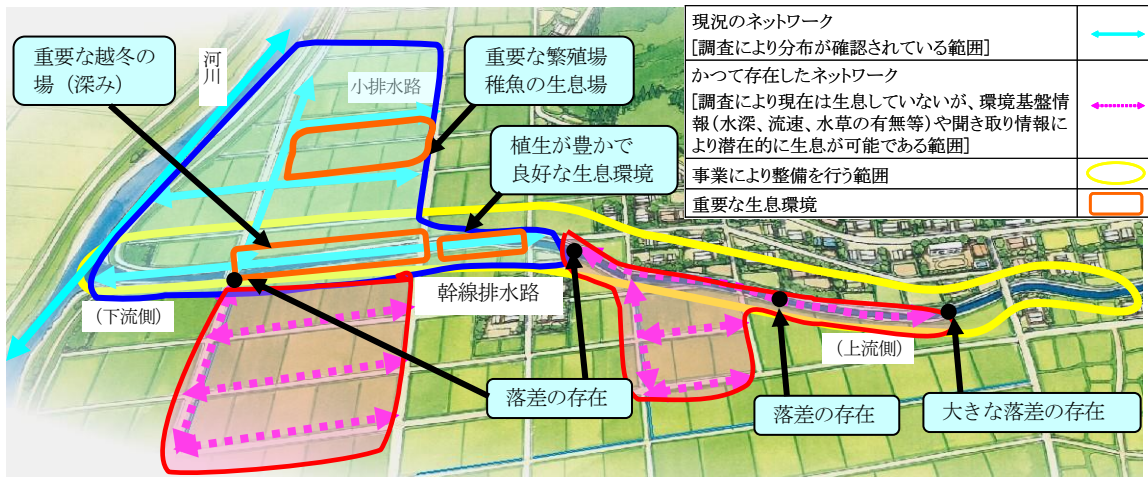 現況のネットワーク
[調査により分布が確認されている範囲]
かつて存在したネットワーク
[調査により現在は生息していないが、環境基盤情
報(水深、流速、水草の有無等)や聞き取り情報に
より潜在的に生息が可能である範囲]
事業により整備を行う範囲
重要な生息環境
重要な越冬の
場（深み）
河川
小排水路
重要な繁殖場
稚魚の生息場
植生が豊かで
良好な生息環境
幹線排水路
（下流側）
（上流側）
落差の存在
落差の存在
大きな落差の存在